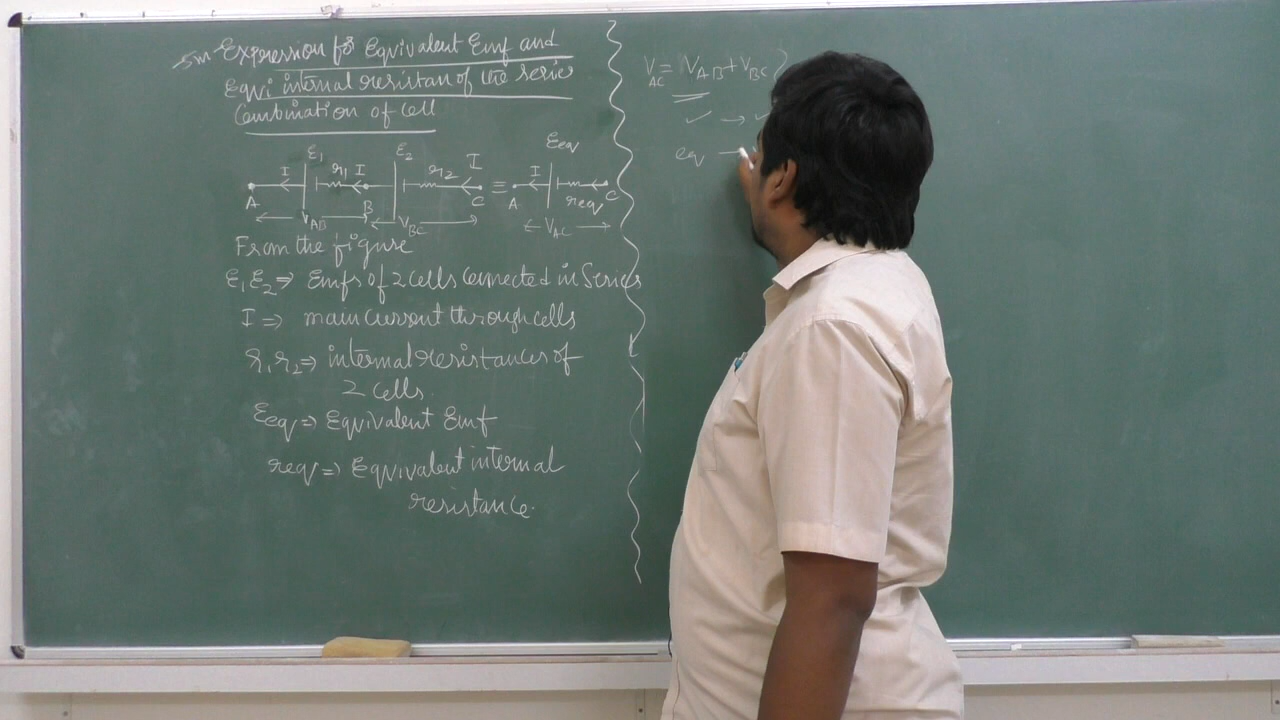 5m Expression for Equivalent Emf and
Equi internal resistan of the series
Combination of Cell
ε1 ε2 εeq
I r1 I r2 I ≡ I req
A B C A C
VAB VBC VAC
From the figure
ε1 ε2 ⇒ Emfs of 2 cells connected in Series
I ⇒ main current through cells
r1, r2 ⇒ internal resistances of
2 cells.
εeq ⇒ Equivalent Emf
req ⇒ Equivalent internal
resistance.
VAC = VAB + VBC
✓ → ✓
eq →